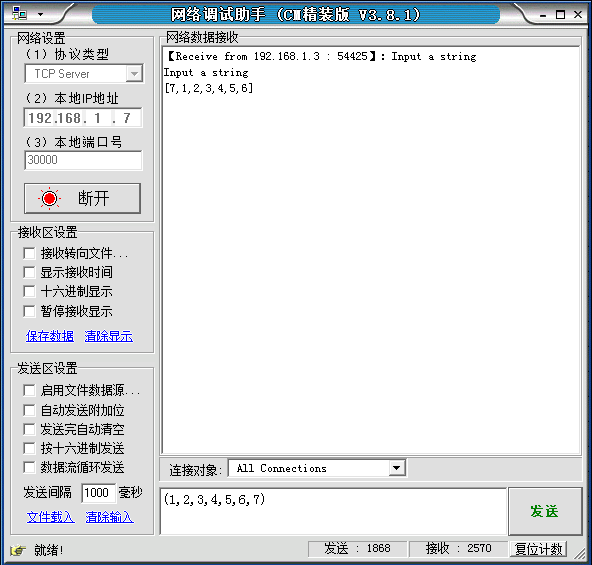 网络调试助手 (CM精装版 V3.8.1)
网络设置
(1) 协议类型
TCP Server
(2) 本地IP地址
192.168. 1 . 7
(3) 本地端口号
30000
断开
接收区设置
接收转向文件...
显示接收时间
十六进制显示
暂停接收显示
保存数据 清除显示
发送区设置
启用文件数据源...
自动发送附加位
发送完自动清空
按十六进制发送
数据流循环发送
发送间隔 1000 毫秒
文件载入 清除输入
网络数据接收
【Receive from 192.168.1.3 : 54425】: Input a string
Input a string
[7,1,2,3,4,5,6]
连接对象: All Connections
(1,2,3,4,5,6,7)
发送
就绪!
发送 : 1868
接收 : 2570
复位计数